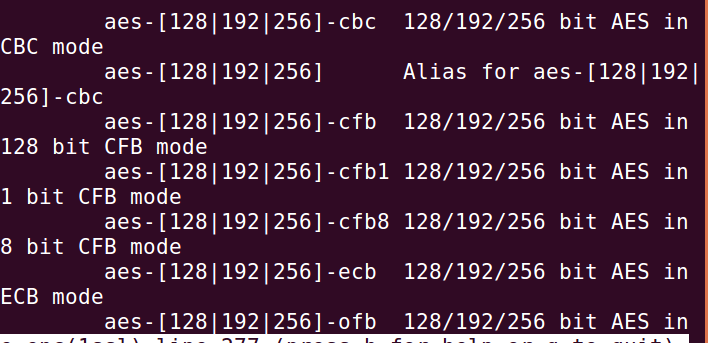 aes-[128|192|256]-cbc  128/192/256 bit AES in
CBC mode
aes-[128|192|256]      Alias for aes-[128|192|
256]-cbc
aes-[128|192|256]-cfb  128/192/256 bit AES in
128 bit CFB mode
aes-[128|192|256]-cfb1 128/192/256 bit AES in
1 bit CFB mode
aes-[128|192|256]-cfb8 128/192/256 bit AES in
8 bit CFB mode
aes-[128|192|256]-ecb  128/192/256 bit AES in
ECB mode
aes-[128|192|256]-ofb  128/192/256 bit AES in
line 277 (press h for help or q to quit)